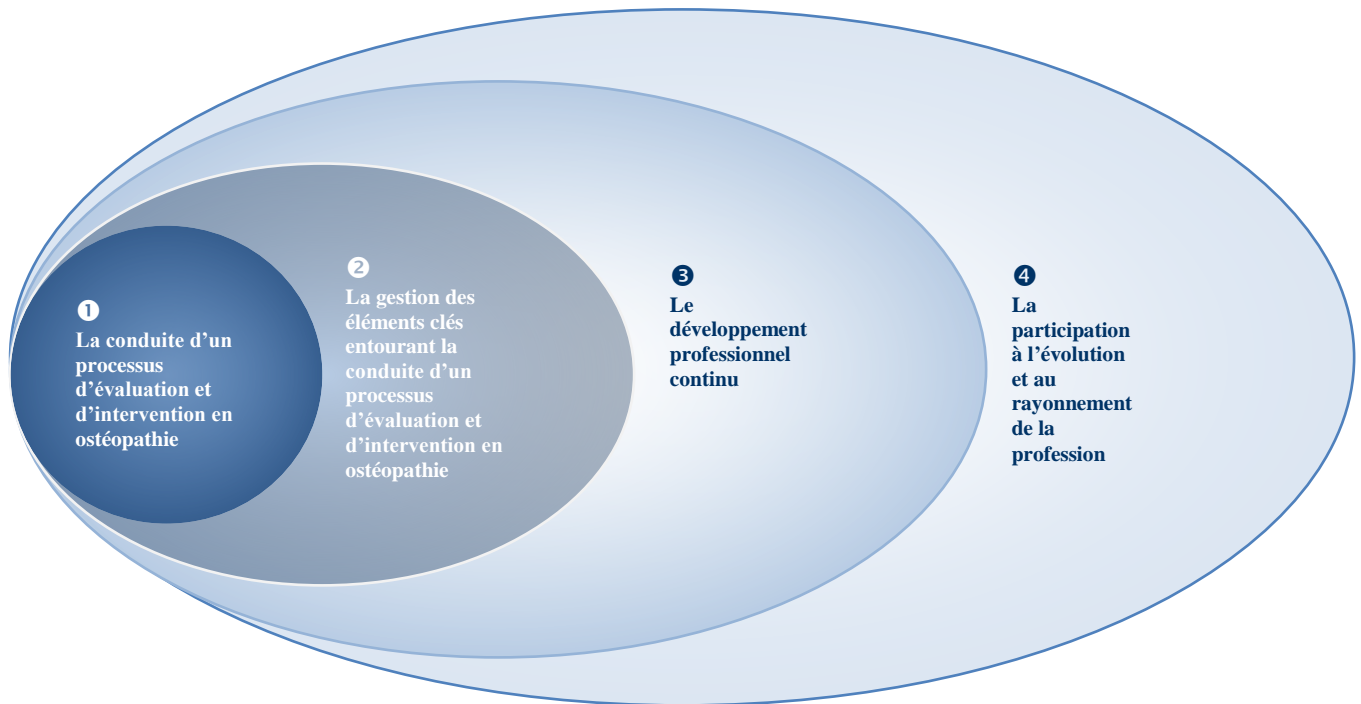 ❶
La conduite d’un
processus
d’évaluation et
d’intervention en
ostéopathie
❷
La gestion des
éléments clés
entourant la
conduite d’un
processus
d’évaluation et
d’intervention en
ostéopathie
❸
Le
développement
professionnel
continu
❹
La
participation
à l’évolution
et au
rayonnement
de la
profession